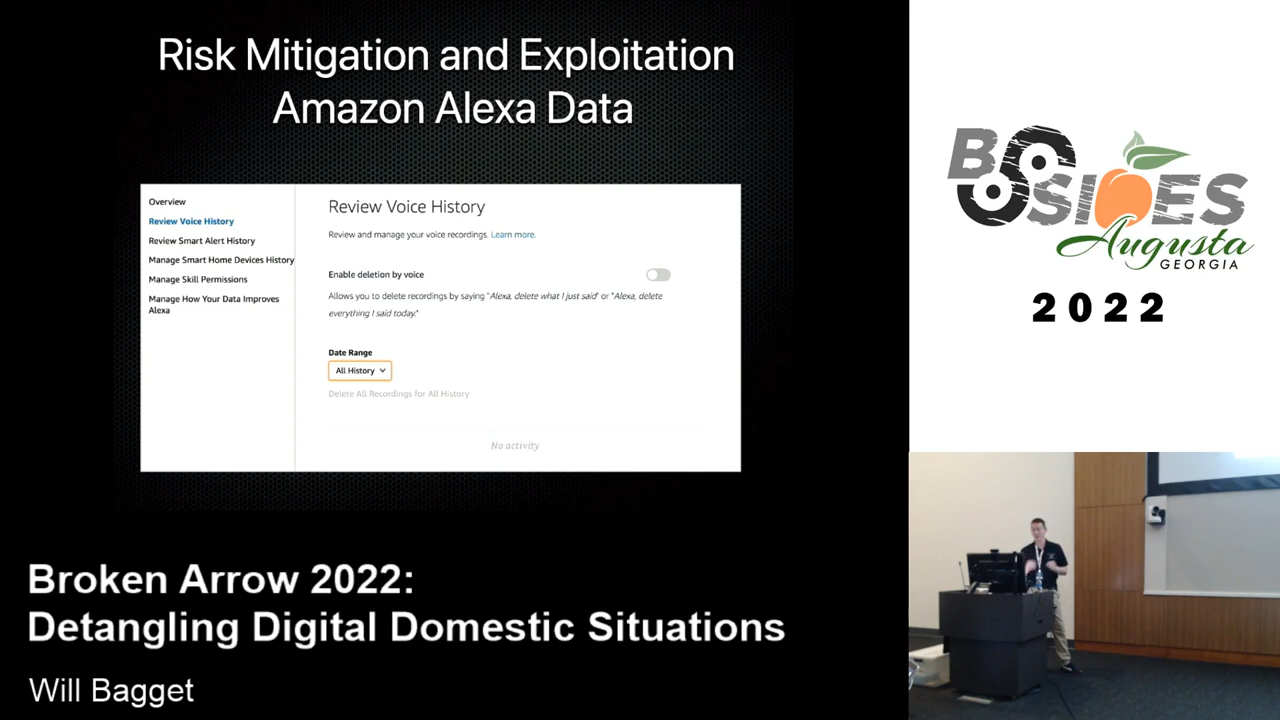 Risk Mitigation and Exploitation
Amazon Alexa Data
Overview
Review Voice History
Review Smart Alert History
Manage Smart Home Devices History
Manage Skill Permissions
Manage How Your Data Improves
Alexa
Review Voice History
Review and manage your voice recordings. Learn more.
Enable deletion by voice
Allows you to delete recordings by saying "Alexa, delete what I just said" or "Alexa, delete
everything I said today."
Date Range
All History
Delete All Recordings for All History
No activity
Broken Arrow 2022:
Detangling Digital Domestic Situations
Will Bagget
BSIDES
Augusta
GEORGIA
2022